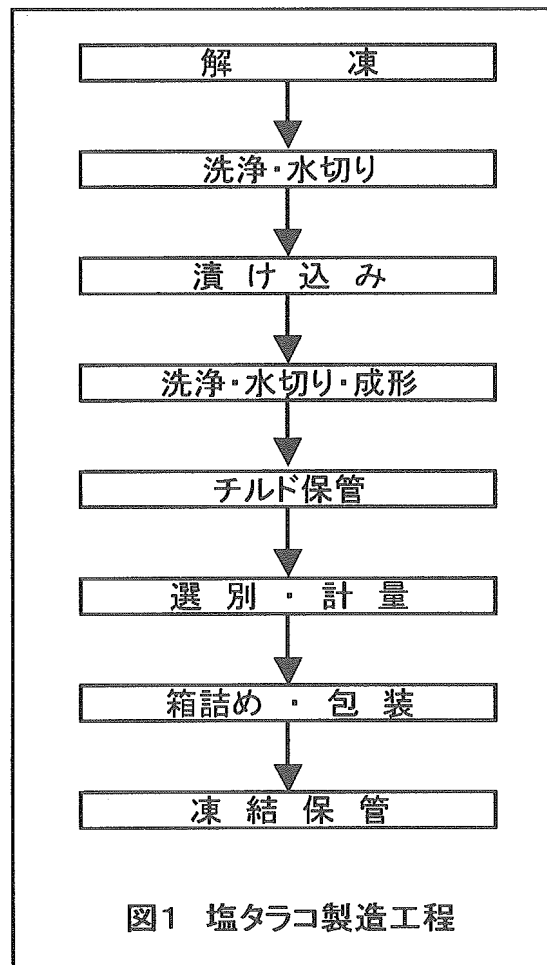 解凍
洗浄・水切り
漬け込み
洗浄・水切り・成形
チルド保管
選別・計量
箱詰め・包装
凍結保管
図1 塩タラコ製造工程